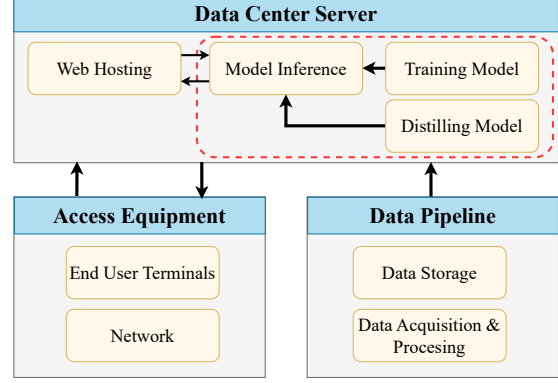 Data Center Server
Web Hosting
Model Inference
Training Model
Distilling Model
Access Equipment
End User Terminals
Network
Data Pipeline
Data Storage
Data Acquisition &
Procesing